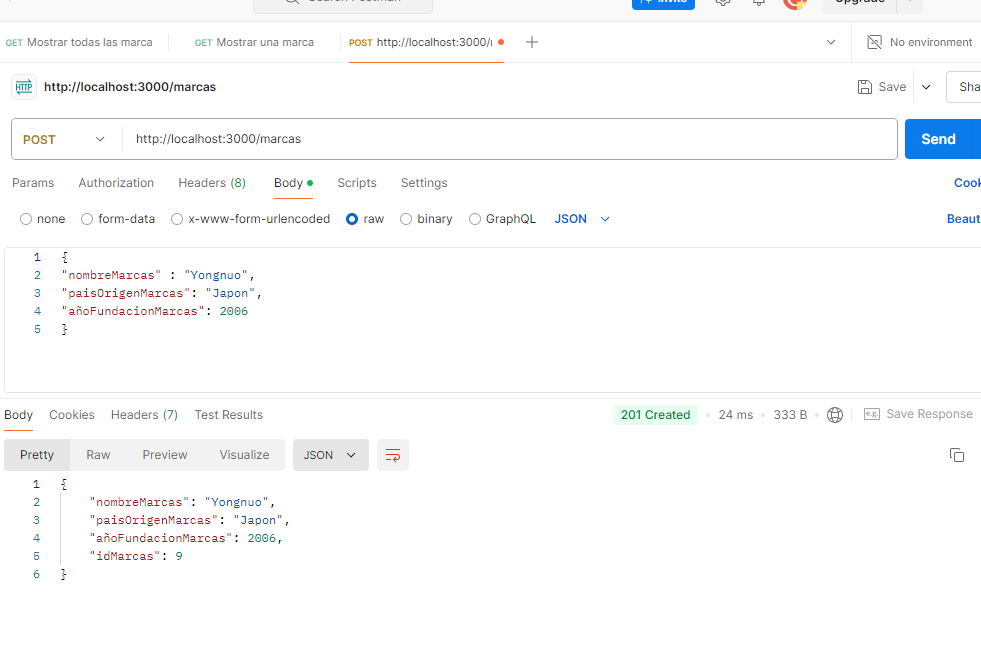 Search Postman
Invite
Upgrade
GET Mostrar todas las marca
GET Mostrar una marca
POST http://localhost:3000/
No environment
HTTP http://localhost:3000/marcas
Save
Sha
POST
http://localhost:3000/marcas
Send
Params Authorization Headers (8) Body Scripts Settings
Cook
none form-data x-www-form-urlencoded raw binary GraphQL JSON
Beaut
1 {
2 "nombreMarcas" : "Yongnuo",
3 "paisOrigenMarcas": "Japon",
4 "añoFundacionMarcas": 2006
5 }
Body Cookies Headers (7) Test Results
201 Created • 24 ms • 333 B • e.g. Save Response
Pretty Raw Preview Visualize JSON
1 {
2 "nombreMarcas": "Yongnuo",
3 "paisOrigenMarcas": "Japon",
4 "añoFundacionMarcas": 2006,
5 "idMarcas": 9
6 }